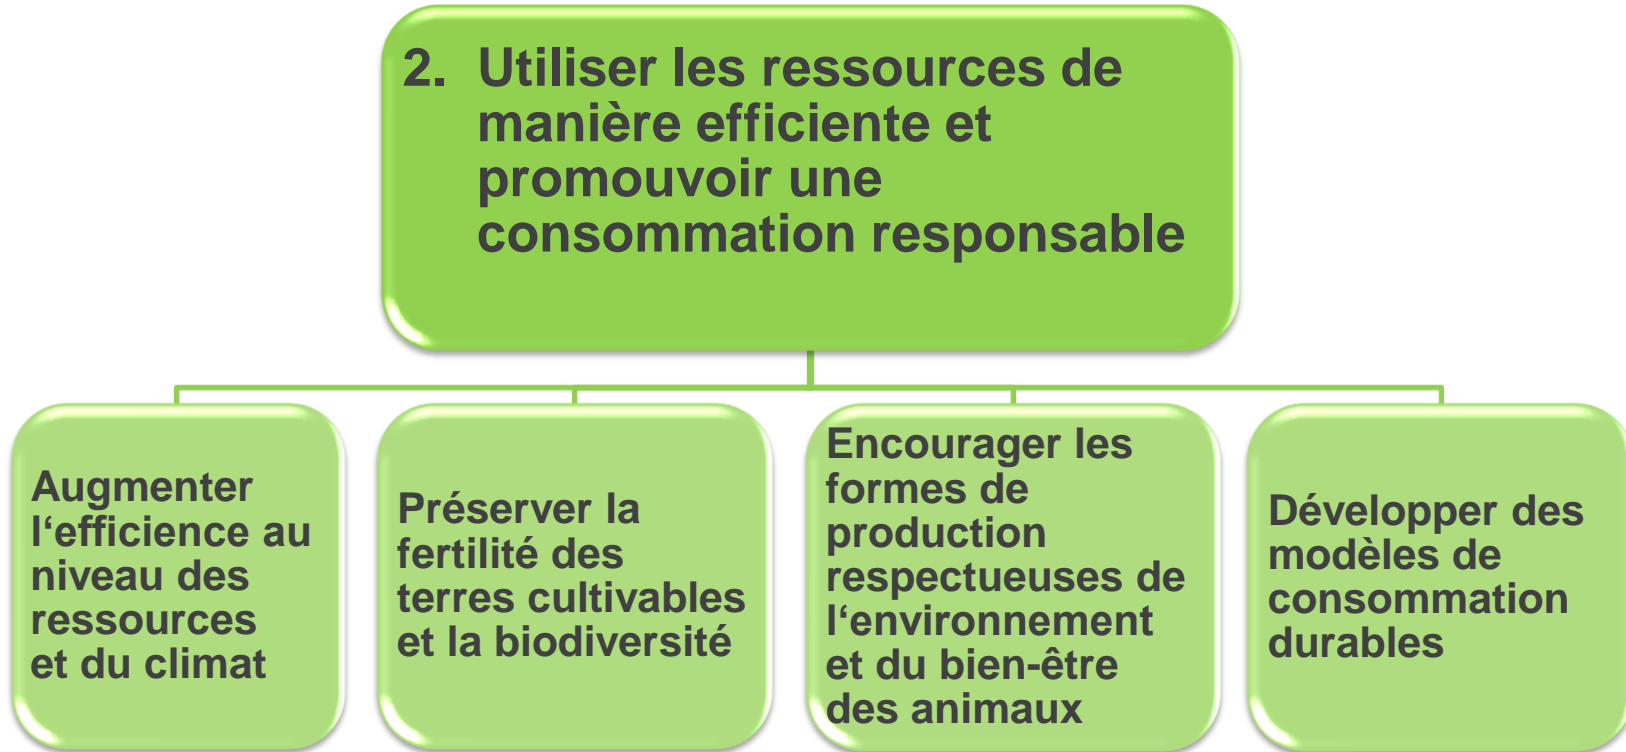 2. Utiliser les ressources de
manière efficiente et
promouvoir une
consommation responsable
Augmenter
l‘efficience au
niveau des
ressources
et du climat
Préserver la
fertilité des
terres cultivables
et la biodiversité
Encourager les
formes de
production
respectueuses de
l‘environnement
et du bien-être
des animaux
Développer des
modèles de
consommation
durables